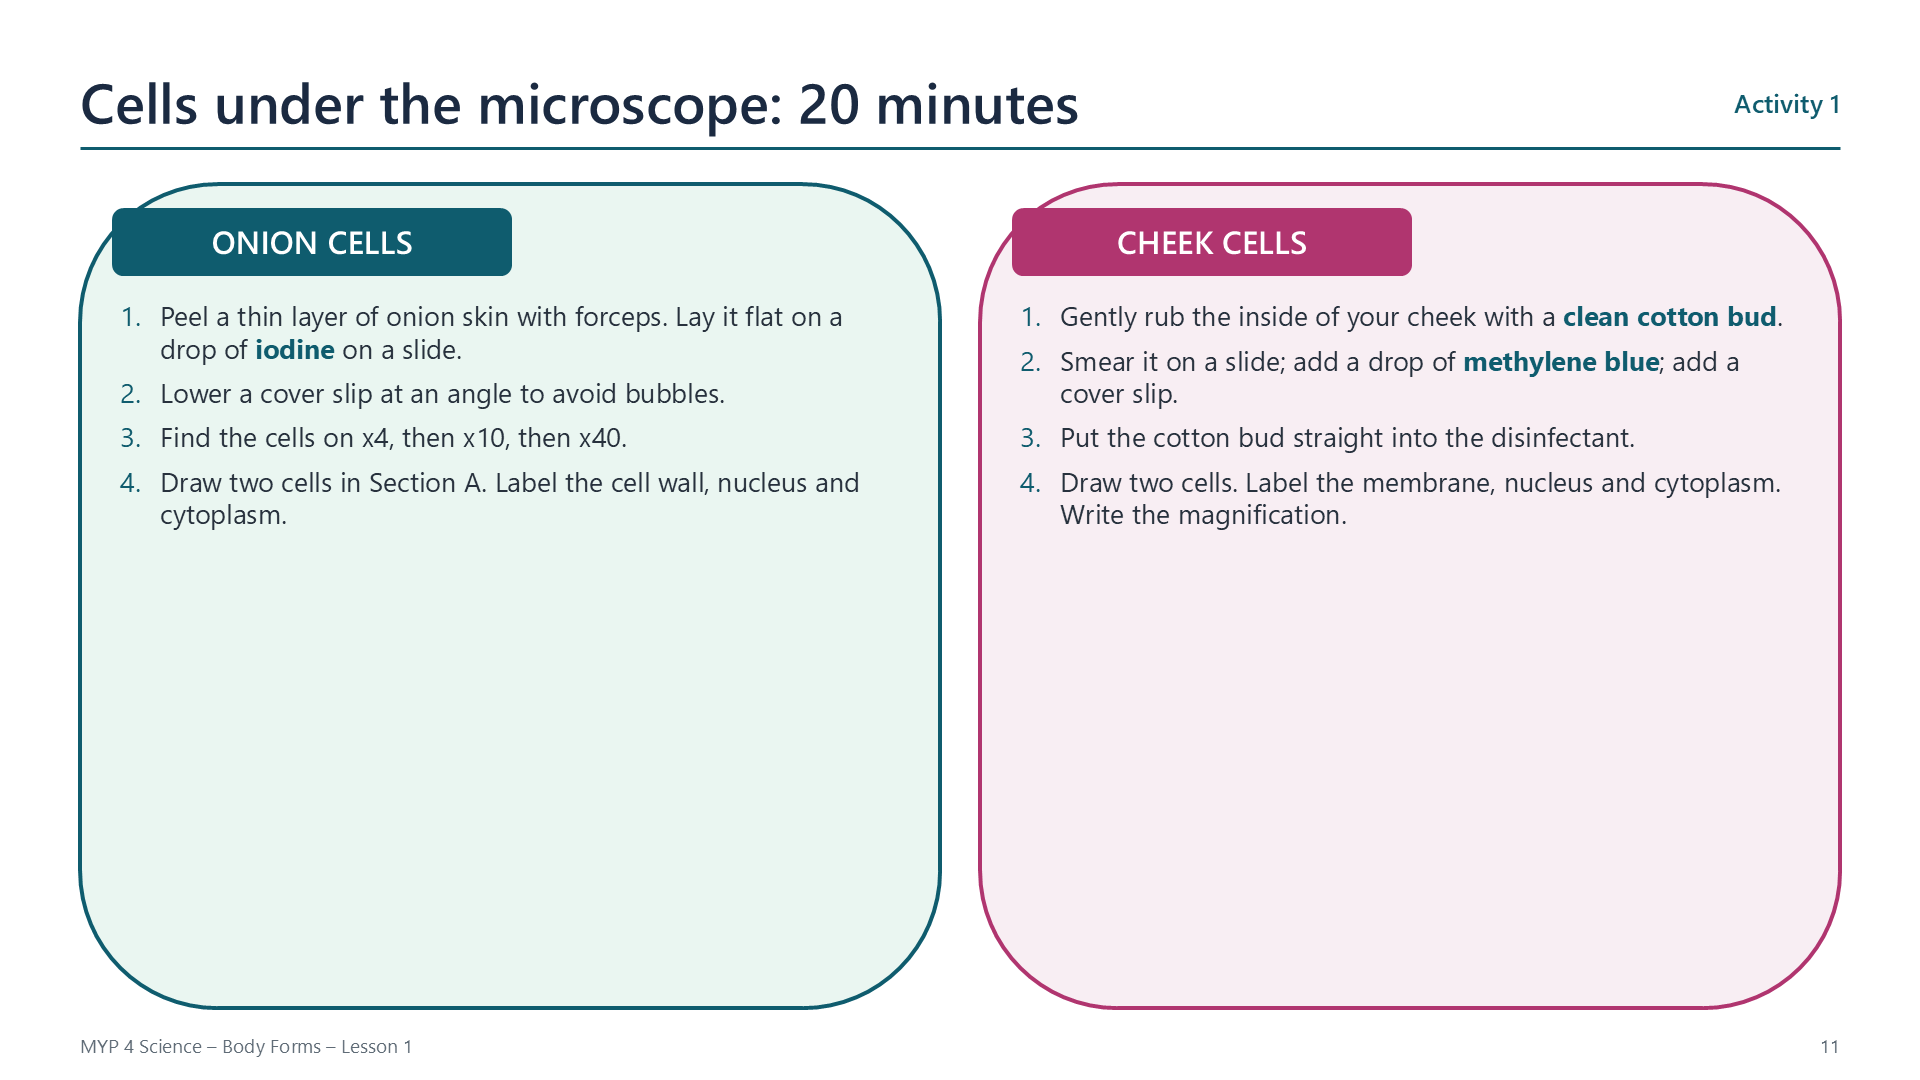 Cells under the microscope: 20 minutes
Activity 1
ONION CELLS
1. Peel a thin layer of onion skin with forceps. Lay it flat on a
drop of iodine on a slide.
2. Lower a cover slip at an angle to avoid bubbles.
3. Find the cells on x4, then x10, then x40.
4. Draw two cells in Section A. Label the cell wall, nucleus and
cytoplasm.
CHEEK CELLS
1. Gently rub the inside of your cheek with a clean cotton bud.
2. Smear it on a slide; add a drop of methylene blue; add a
cover slip.
3. Put the cotton bud straight into the disinfectant.
4. Draw two cells. Label the membrane, nucleus and cytoplasm.
Write the magnification.
MYP 4 Science – Body Forms – Lesson 1
11